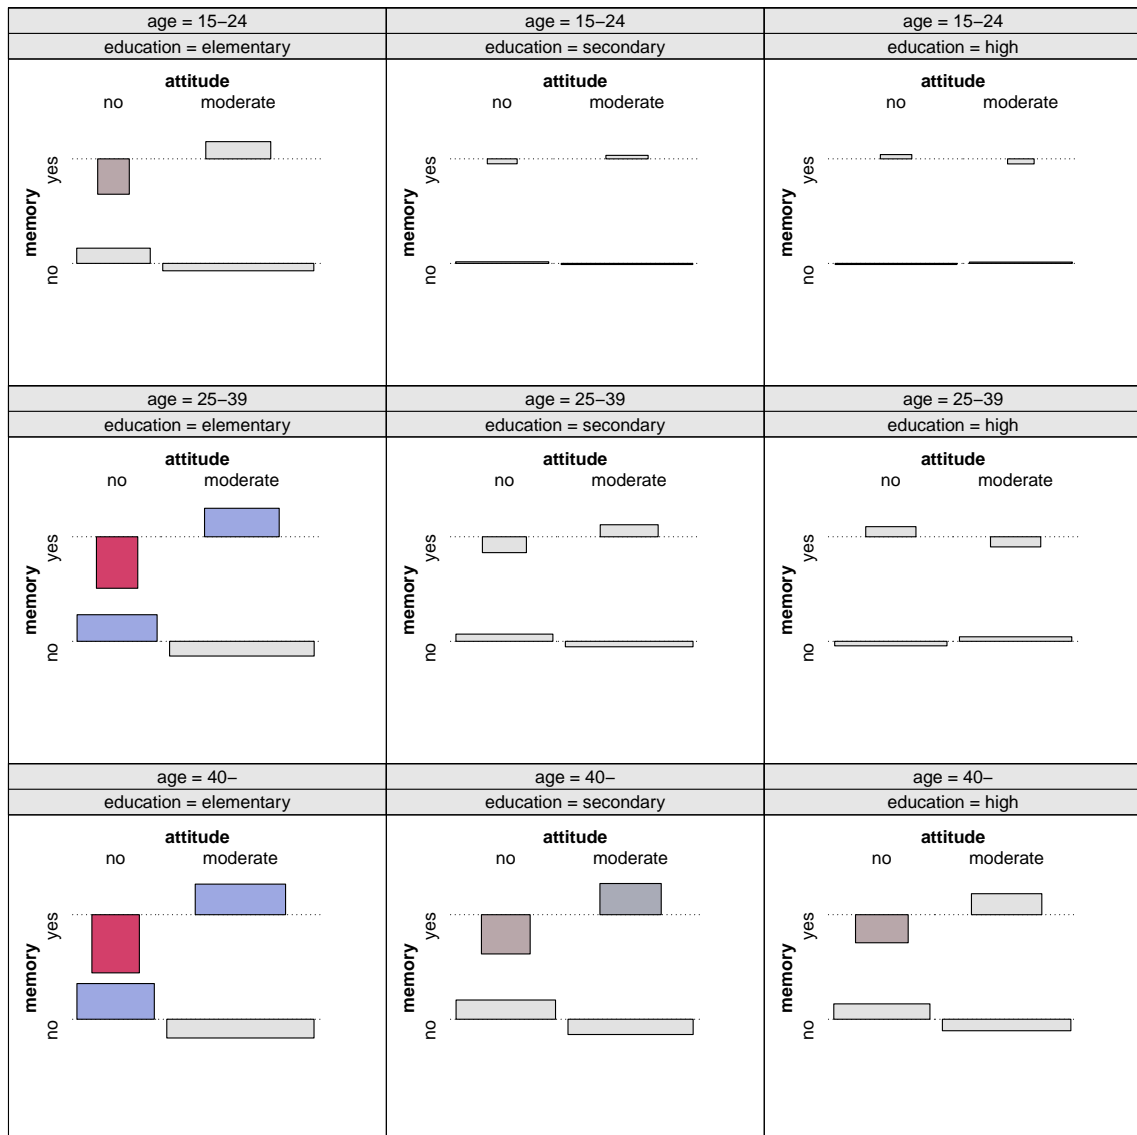 age = 15−24
education = elementary
attitude
no moderate
memory
yes
no
age = 15−24
education = secondary
attitude
no moderate
memory
yes
no
age = 15−24
education = high
attitude
no moderate
memory
yes
no
age = 25−39
education = elementary
attitude
no moderate
memory
yes
no
age = 25−39
education = secondary
attitude
no moderate
memory
yes
no
age = 25−39
education = high
attitude
no moderate
memory
yes
no
age = 40−
education = elementary
attitude
no moderate
memory
yes
no
age = 40−
education = secondary
attitude
no moderate
memory
yes
no
age = 40−
education = high
attitude
no moderate
memory
yes
no